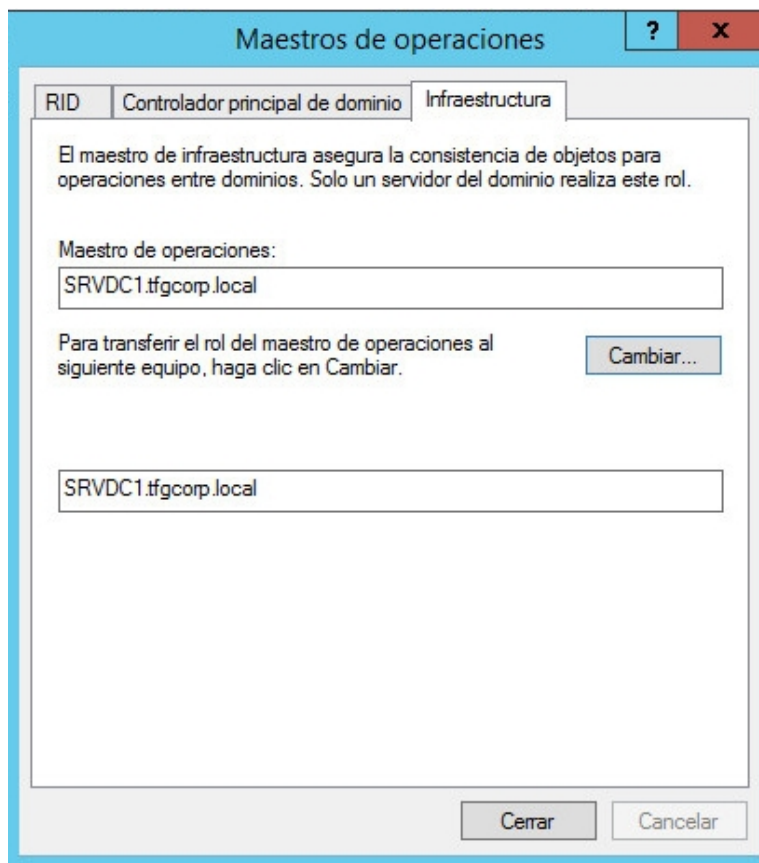 Maestros de operaciones
?
x
RID
Controlador principal de dominio
Infraestructura
El maestro de infraestructura asegura la consistencia de objetos para
operaciones entre dominios. Solo un servidor del dominio realiza este rol.
Maestro de operaciones:
SRVDC1.tfgcorp.local
Para transferir el rol del maestro de operaciones al
siguiente equipo, haga clic en Cambiar.
Cambiar...
SRVDC1.tfgcorp.local
Cerrar
Cancelar